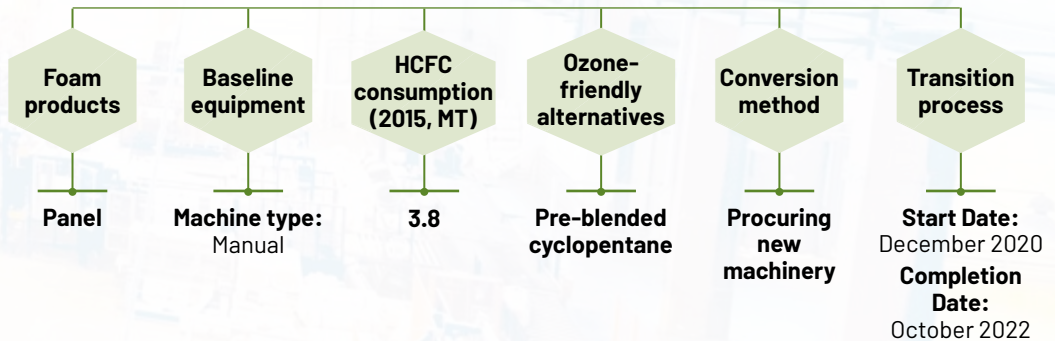 Foam
products
Panel
Baseline
equipment
Machine type:
Manual
HCFC
consumption
(2015, MT)
3.8
Ozone-
friendly
alternatives
Pre-blended
cyclopentane
Conversion
method
Procuring
new
machinery
Transition
process
Start Date:
December 2020
Completion
Date:
October 2022